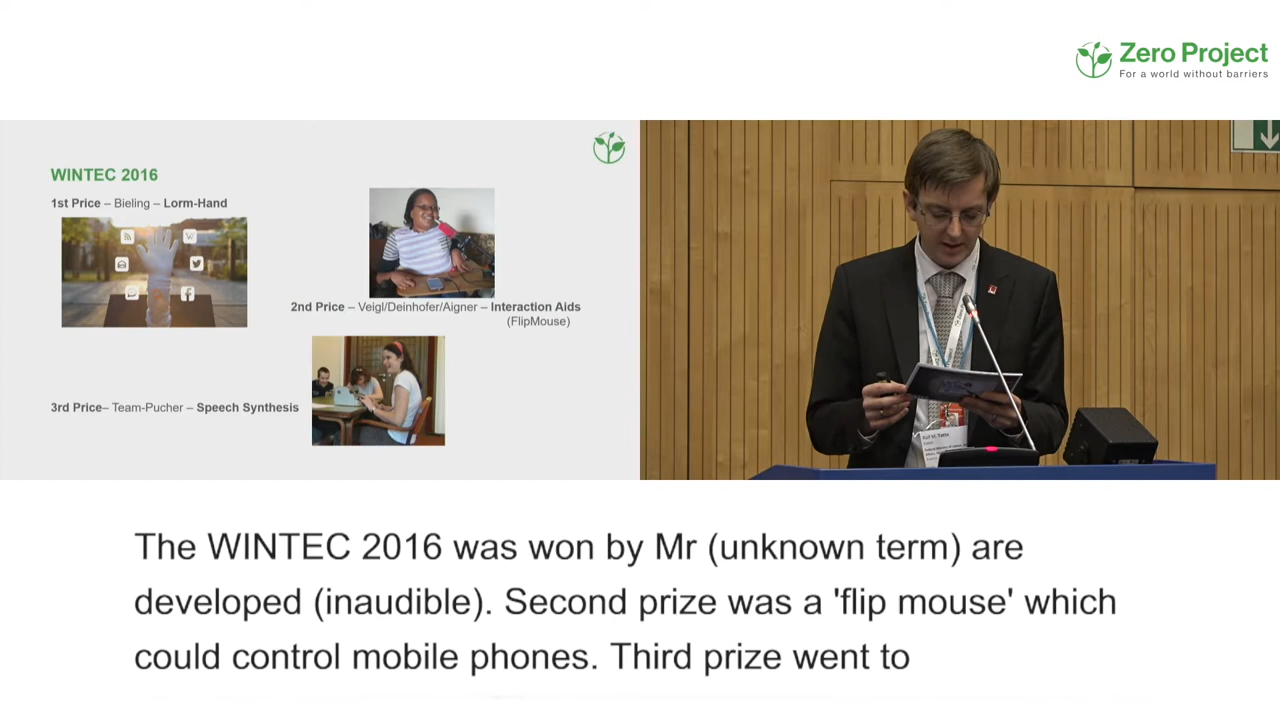 Zero Project
For a world without barriers
WINTEC 2016
1st Price – Bieling – Lorm-Hand
2nd Price – Veigl/Deinhofer/Aigner – Interaction Aids
(FlipMouse)
3rd Price– Team-Pucher – Speech Synthesis
The WINTEC 2016 was won by Mr (unknown term) are
developed (inaudible). Second prize was a 'flip mouse' which
could control mobile phones. Third prize went to